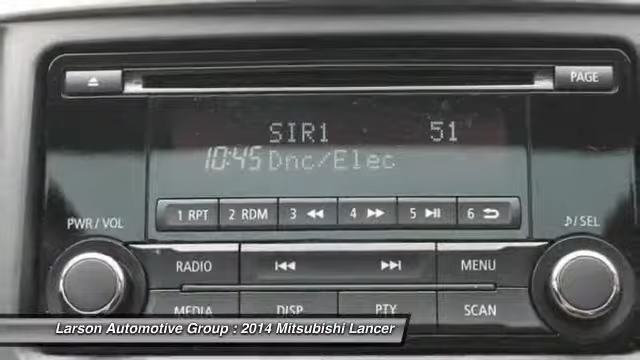 PAGE
SIR1 51
10:45 Dnc/Elec
1 RPT 2 RDM 3 4 5 6
PWR/VOL
♪/SEL
RADIO MENU
MEDIA DISP PTY SCAN
Larson Automotive Group : 2014 Mitsubishi Lancer